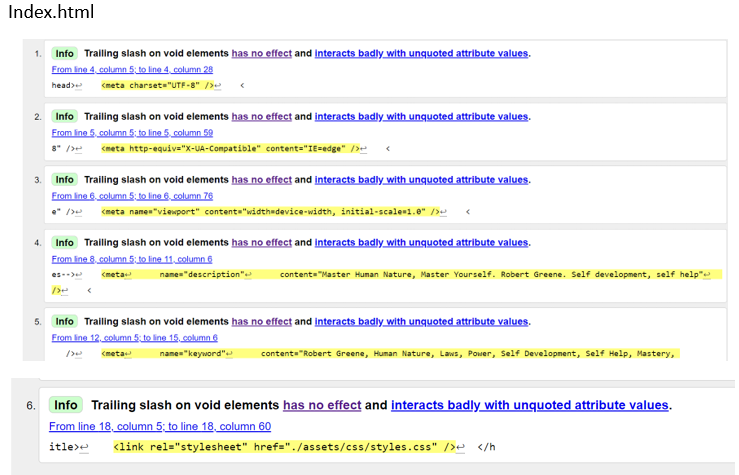 Index.html
1. Info Trailing slash on void elements has no effect and interacts badly with unquoted attribute values.
From line 4, column 5; to line 4, column 28
head>↩ <meta charset="UTF-8" />↩ <
2. Info Trailing slash on void elements has no effect and interacts badly with unquoted attribute values.
From line 5, column 5; to line 5, column 59
8" />↩ <meta http-equiv="X-UA-Compatible" content="IE=edge" />↩ <
3. Info Trailing slash on void elements has no effect and interacts badly with unquoted attribute values.
From line 6, column 5; to line 6, column 76
e" />↩ <meta name="viewport" content="width=device-width, initial-scale=1.0" />↩ <
4. Info Trailing slash on void elements has no effect and interacts badly with unquoted attribute values.
From line 8, column 5; to line 11, column 6
es-->↩ <meta↩ name="description"↩ content="Master Human Nature, Master Yourself. Robert Greene. Self development, self help"↩
/>↩ <
5. Info Trailing slash on void elements has no effect and interacts badly with unquoted attribute values.
From line 12, column 5; to line 15, column 6
/>↩ <meta↩ name="keyword"↩ content="Robert Greene, Human Nature, Laws, Power, Self Development, Self Help, Mastery,
6. Info Trailing slash on void elements has no effect and interacts badly with unquoted attribute values.
From line 18, column 5; to line 18, column 60
itle>↩ <link rel="stylesheet" href="./assets/css/styles.css" />↩ </h